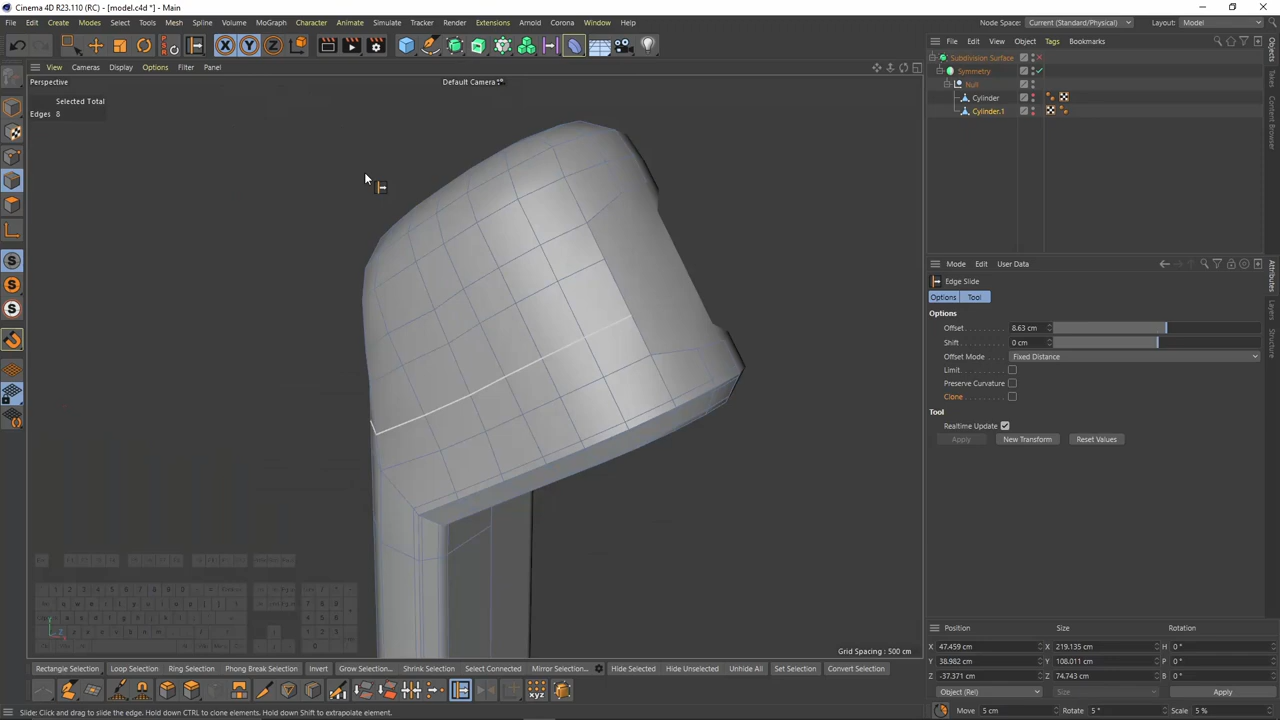 Cinema 4D R23.110 (RC) - [model.c4d *] - Main
File Edit Create Modes Select Tools Mesh Spline Volume MoGraph Character Animate Simulate Tracker Render Extensions Arnold Corona Window Help
Node Space: Current (Standard/Physical) Layout: Model
View Cameras Display Options Filter Panel
File Edit View Object Tags Bookmarks
Perspective
Default Camera
Selected Total
Edges 8
Subdivision Surface
Symmetry
Null
Cylinder
Cylinder.1
Objects
Takes
Content Browser
Mode Edit User Data
Edge Slide
Options Tool
Options
Offset 8.63 cm
Shift 0 cm
Offset Mode Fixed Distance
Limit
Preserve Curvature
Clone
Tool
Realtime Update
Apply New Transform Reset Values
Attributes
Layers
Structure
Grid Spacing : 500 cm
Position Size Rotation
X 47.459 cm X 219.135 cm H 0 °
Y 38.982 cm Y 108.011 cm P 0 °
Z -37.371 cm Z 74.743 cm B 0 °
Object (Rel) Size Apply
Rectangle Selection Loop Selection Ring Selection Phong Break Selection Invert Grow Selection... Shrink Selection Select Connected Mirror Selection... Hide Selected Hide Unselected Unhide All Set Selection Convert Selection
Move 5 cm Rotate 5 ° Scale 5 %
Slide: Click and drag to slide the edge. Hold down CTRL to clone elements. Hold down Shift to extrapolate element.